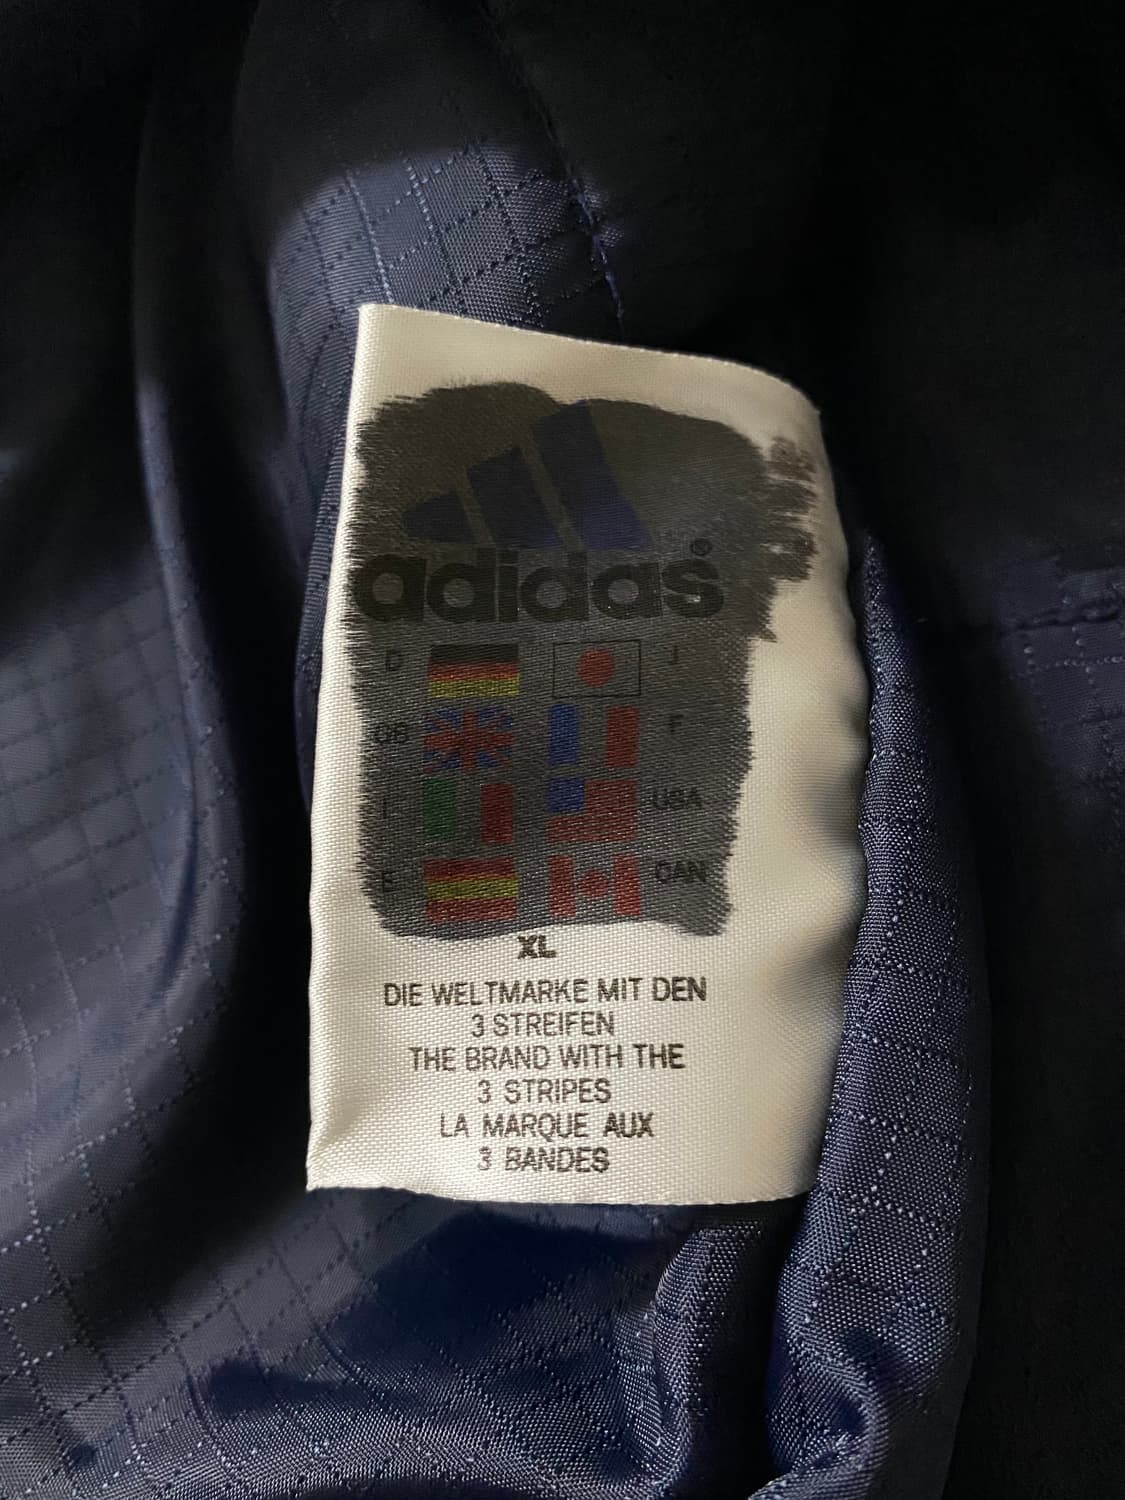 adidas®
D J
GB F
I USA
E CAN
XL
DIE WELTMARKE MIT DEN
3 STREIFEN
THE BRAND WITH THE
3 STRIPES
LA MARQUE AUX
3 BANDES